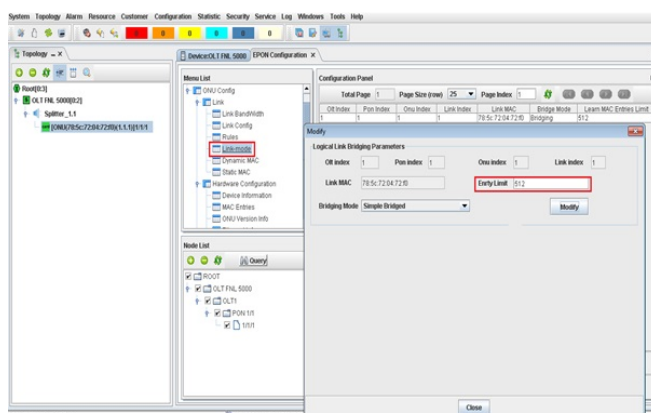 System Topology Alarm Resource Customer Configuration Statistic Security Service Log Windows Tools Help
0 0 0 0 0 0
Topology
Root[0:3]
OLT FNL 5000[0:2]
Splitter_1.1
[ONU(78:5c:72:04:72:f0)(1.1.1)]1/1/1
Device:OLT FNL 5000 EPON Configuration
Menu List
ONU Config
Link
Link BandWidth
Link Config
Rules
Link-mode
Dynamic MAC
Static MAC
Hardware Configuration
Device Information
MAC Entries
ONU Version Info
Node List
Query
ROOT
OLT FNL 5000
OLT1
PON 1/1
1/1/1
Configuration Panel
Total Page 1 Page Size (row) 25 Page Index 1
Olt Index Pon Index Onu Index Link Index Link MAC Bridge Mode Learn MAC Entries Limit
1 1 1 1 78:5c:72:04:72:f0 Bridging 512
Modify
Logical Link Bridging Parameters
Olt index 1 Pon index 1 Onu index 1 Link index 1
Link MAC 78:5c:72:04:72:f0 Enrty Limit 512
Bridging Mode Simple Bridged Modify
Close